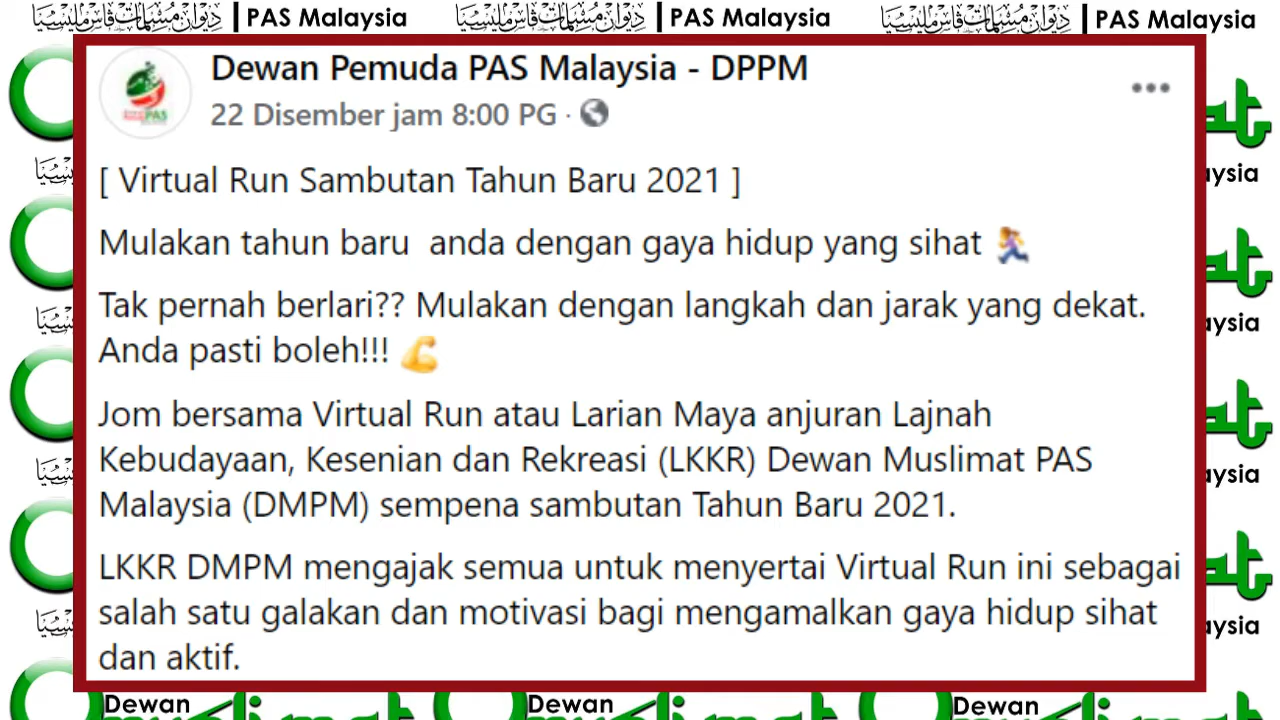 ديوان مسلمات ڤاس مليسيا | PAS Malaysia ديوان مسلمات ڤاس مليسيا | PAS Malaysia ديوان مسلمات ڤاس مليسيا | PAS Malaysia
Dewan Pemuda PAS Malaysia - DPPM
22 Disember jam 8:00 PG ·
[ Virtual Run Sambutan Tahun Baru 2021 ]
Mulakan tahun baru anda dengan gaya hidup yang sihat 🏃‍♀️
Tak pernah berlari?? Mulakan dengan langkah dan jarak yang dekat.
Anda pasti boleh!!! 💪
Jom bersama Virtual Run atau Larian Maya anjuran Lajnah
Kebudayaan, Kesenian dan Rekreasi (LKKR) Dewan Muslimat PAS
Malaysia (DMPM) sempena sambutan Tahun Baru 2021.
LKKR DMPM mengajak semua untuk menyertai Virtual Run ini sebagai
salah satu galakan dan motivasi bagi mengamalkan gaya hidup sihat
dan aktif.
Dewan Dewan Dewan